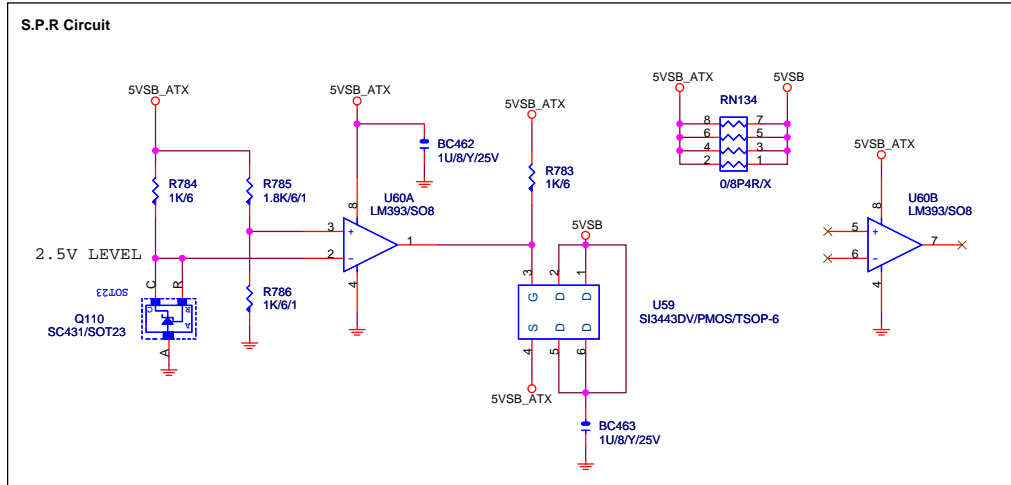 S.P.R Circuit
5VSB_ATX
5VSB_ATX
5VSB_ATX
5VSB_ATX
5VSB
RN134
8 7
6 5
4 3
2 1
0/8P4R/X
BC462
1U/8/Y/25V
R783
1K/6
5VSB_ATX
R784
1K/6
R785
1.8K/6/1
U60A
LM393/SO8
8
3
+
2
-
1
4
U60B
LM393/SO8
8
5
+
6
-
7
4
2.5V LEVEL
5VSB
C R
SOT23
C
R
A
Q110
SC431/SOT23
A
R786
1K/6/1
3 2 1
G D D
S D D
4 5 6
U59
SI3443DV/PMOS/TSOP-6
5VSB_ATX
BC463
1U/8/Y/25V